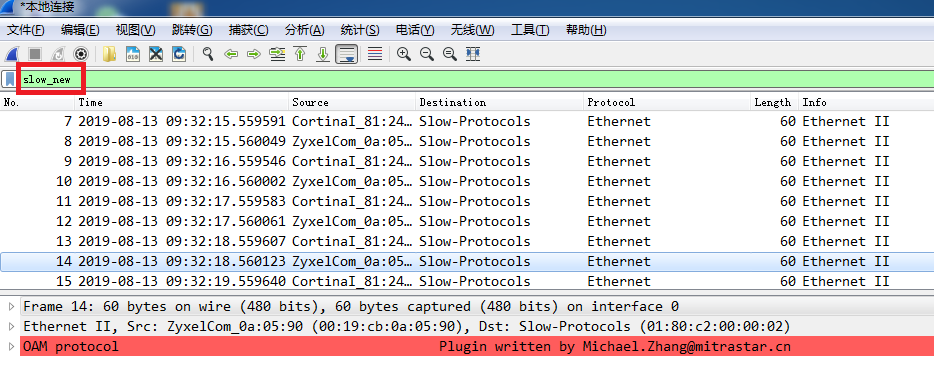 *本地连接
文件(F) 编辑(E) 视图(V) 跳转(G) 捕获(C) 分析(A) 统计(S) 电话(Y) 无线(W) 工具(T) 帮助(H)
slow_new
No. Time Source Destination Protocol Length Info
7 2019-08-13 09:32:15.559591 CortinaI_81:24… Slow-Protocols Ethernet 60 Ethernet II
8 2019-08-13 09:32:15.560049 ZyxelCom_0a:05… Slow-Protocols Ethernet 60 Ethernet II
9 2019-08-13 09:32:16.559546 CortinaI_81:24… Slow-Protocols Ethernet 60 Ethernet II
10 2019-08-13 09:32:16.560002 ZyxelCom_0a:05… Slow-Protocols Ethernet 60 Ethernet II
11 2019-08-13 09:32:17.559583 CortinaI_81:24… Slow-Protocols Ethernet 60 Ethernet II
12 2019-08-13 09:32:17.560061 ZyxelCom_0a:05… Slow-Protocols Ethernet 60 Ethernet II
13 2019-08-13 09:32:18.559607 CortinaI_81:24… Slow-Protocols Ethernet 60 Ethernet II
14 2019-08-13 09:32:18.560123 ZyxelCom_0a:05… Slow-Protocols Ethernet 60 Ethernet II
15 2019-08-13 09:32:19.559640 CortinaI_81:24… Slow-Protocols Ethernet 60 Ethernet II
Frame 14: 60 bytes on wire (480 bits), 60 bytes captured (480 bits) on interface 0
Ethernet II, Src: ZyxelCom_0a:05:90 (00:19:cb:0a:05:90), Dst: Slow-Protocols (01:80:c2:00:00:02)
OAM protocol Plugin written by Michael.Zhang@mitrastar.cn